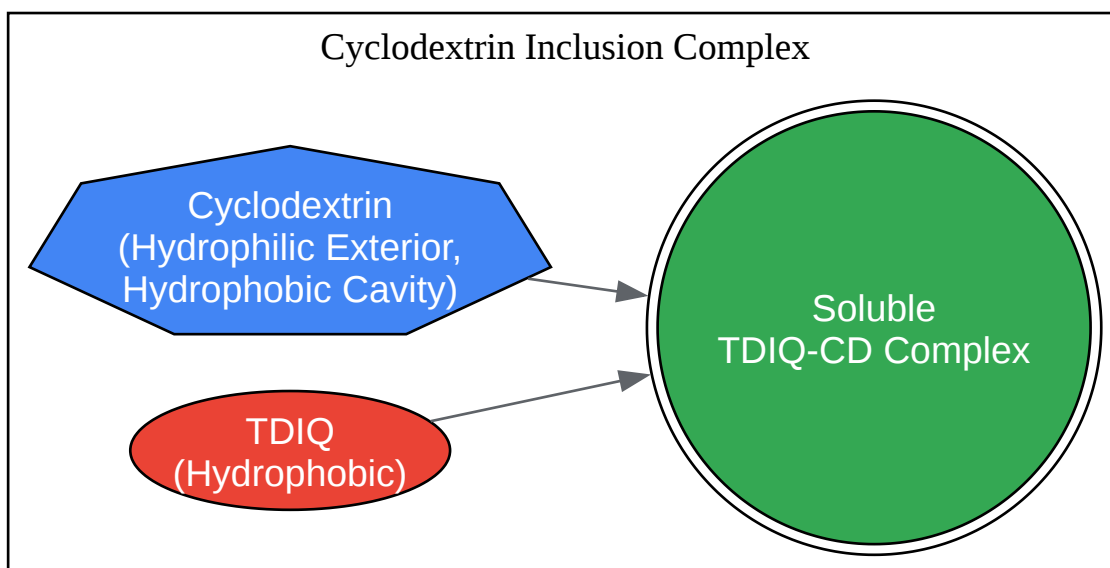 Cyclodextrin Inclusion Complex
Cyclodextrin
(Hydrophilic Exterior,
Hydrophobic Cavity)
TDIQ
(Hydrophobic)
Soluble
TDIQ-CD Complex